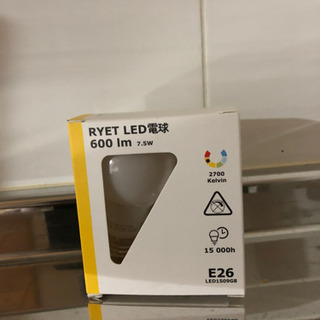 RYET LED電球
600 lm 7.5W
2700
Kelvin
15 000h
E26
LED1509G8